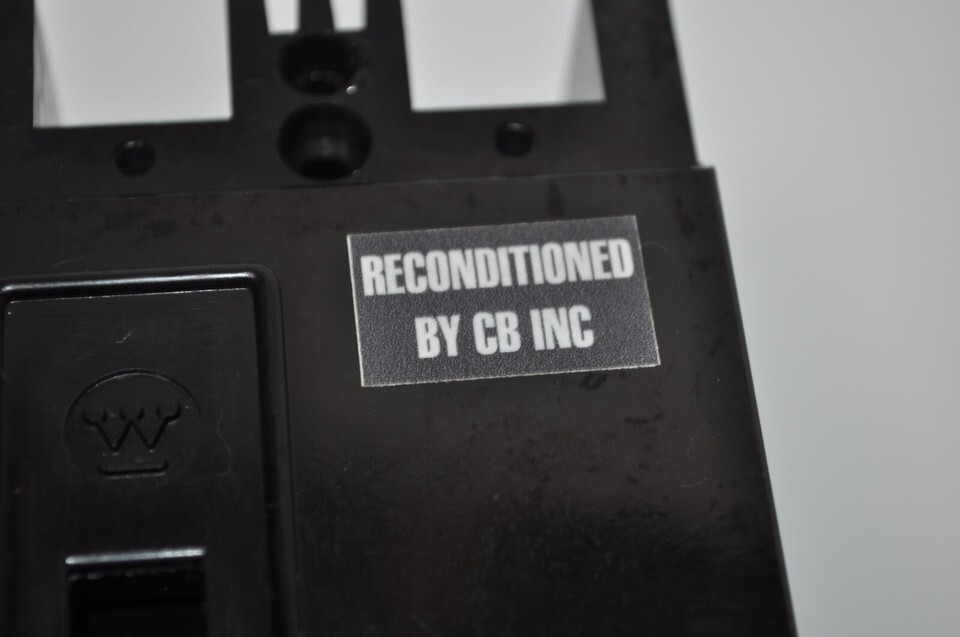 RECONDITIONED
BY CB INC
W